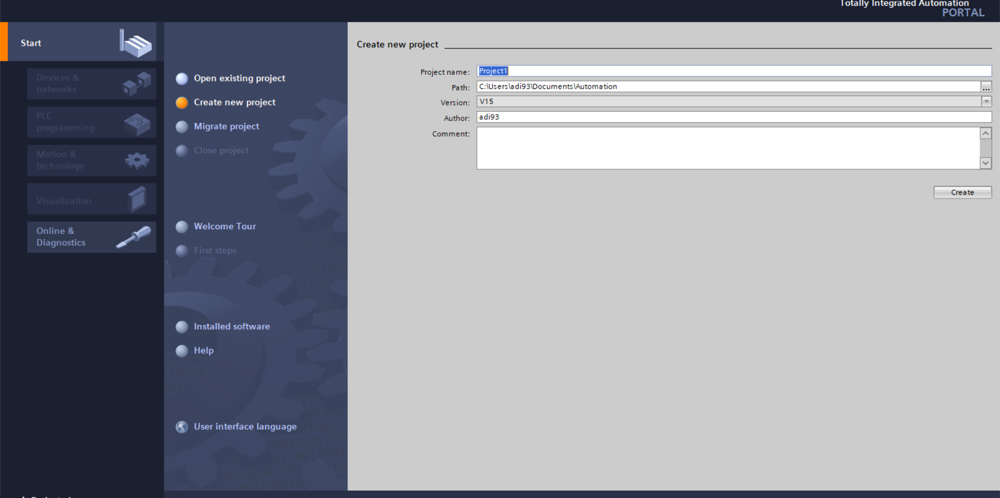 Totally Integrated Automation
PORTAL
Start
Devices &
networks
PLC
programming
Motion &
technology
Visualization
Online &
Diagnostics
Open existing project
Create new project
Migrate project
Close project
Welcome Tour
First steps
Installed software
Help
User interface language
Create new project
Project name: Project1
Path: C:\Users\adi93\Documents\Automation
...
Version: V15
Author: adi93
Comment:
Create